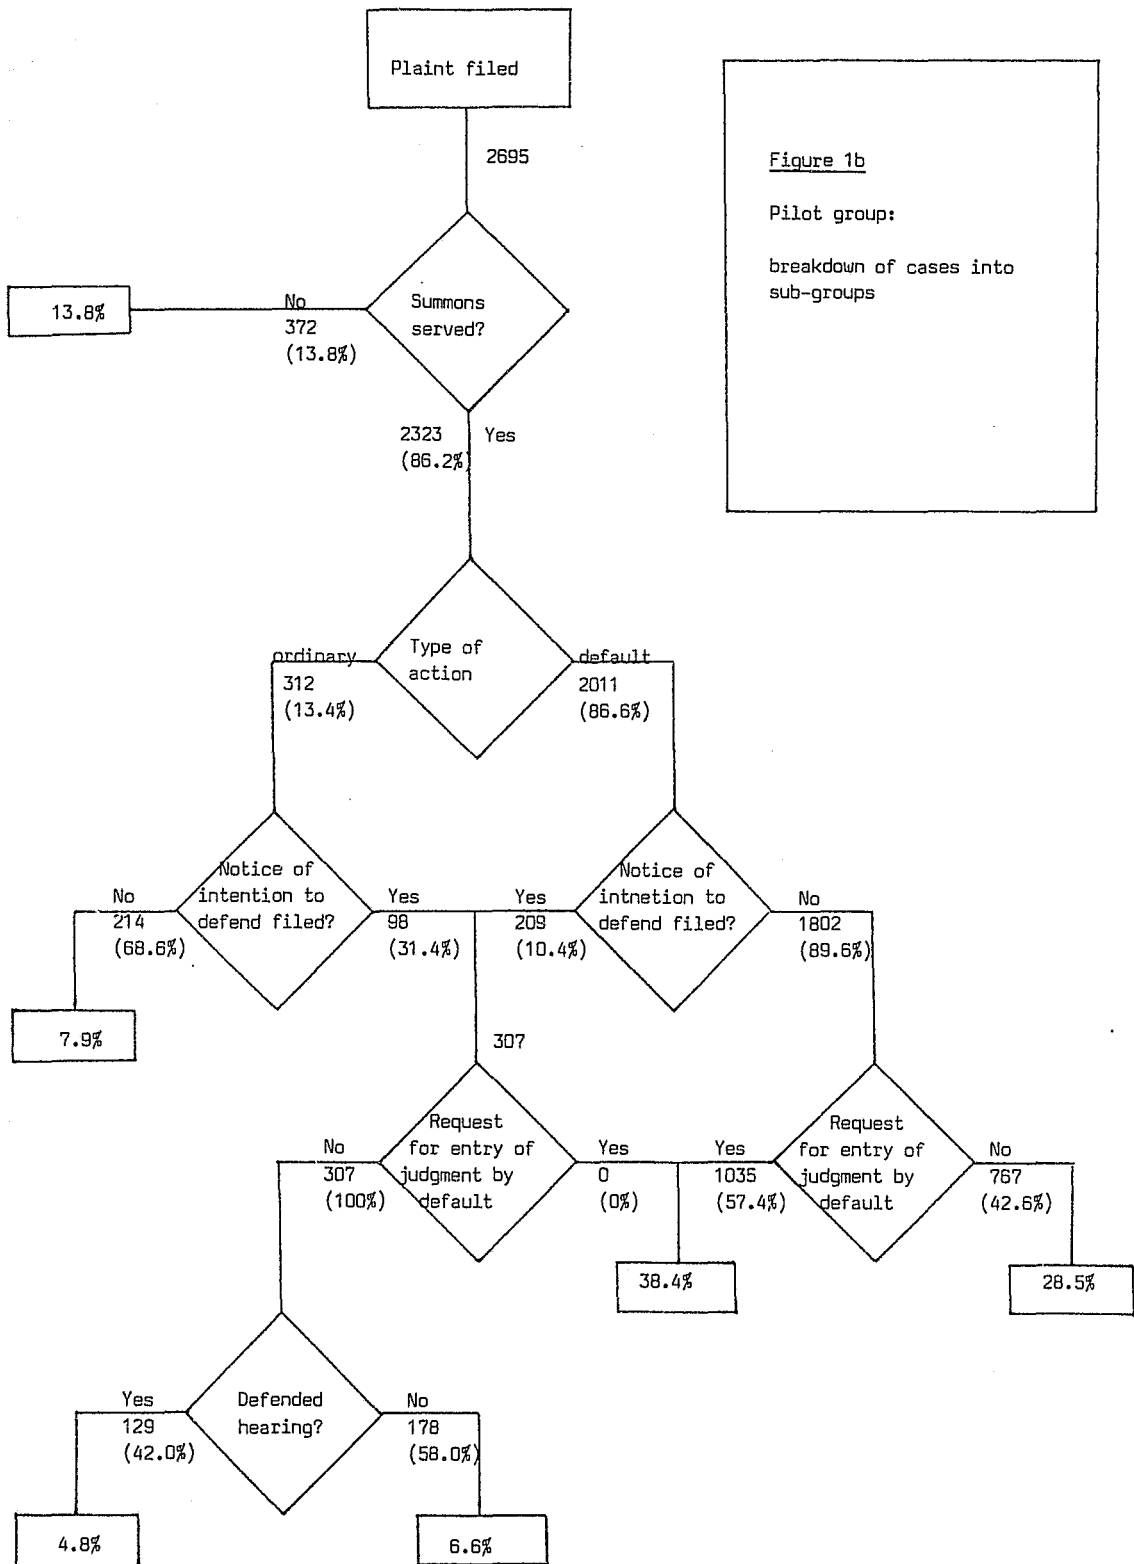 Plaint filed
2695
Figure 1b
Pilot group:
breakdown of cases into
sub-groups
13.8%
No
372
(13.8%)
Summons
served?
2323 Yes
(86.2%)
ordinary
312
(13.4%)
Type of
action
default
2011
(86.6%)
No
214
(68.6%)
Notice of
intention to
defend filed?
Yes
98
(31.4%)
Yes
209
(10.4%)
Notice of
intnetion to
defend filed?
No
1802
(89.6%)
7.9%
307
No
307
(100%)
Request
for entry of
judgment by
default
Yes
0
(0%)
Yes
1035
(57.4%)
Request
for entry of
judgment by
default
No
767
(42.6%)
38.4%
28.5%
Yes
129
(42.0%)
Defended
hearing?
No
178
(58.0%)
4.8%
6.6%